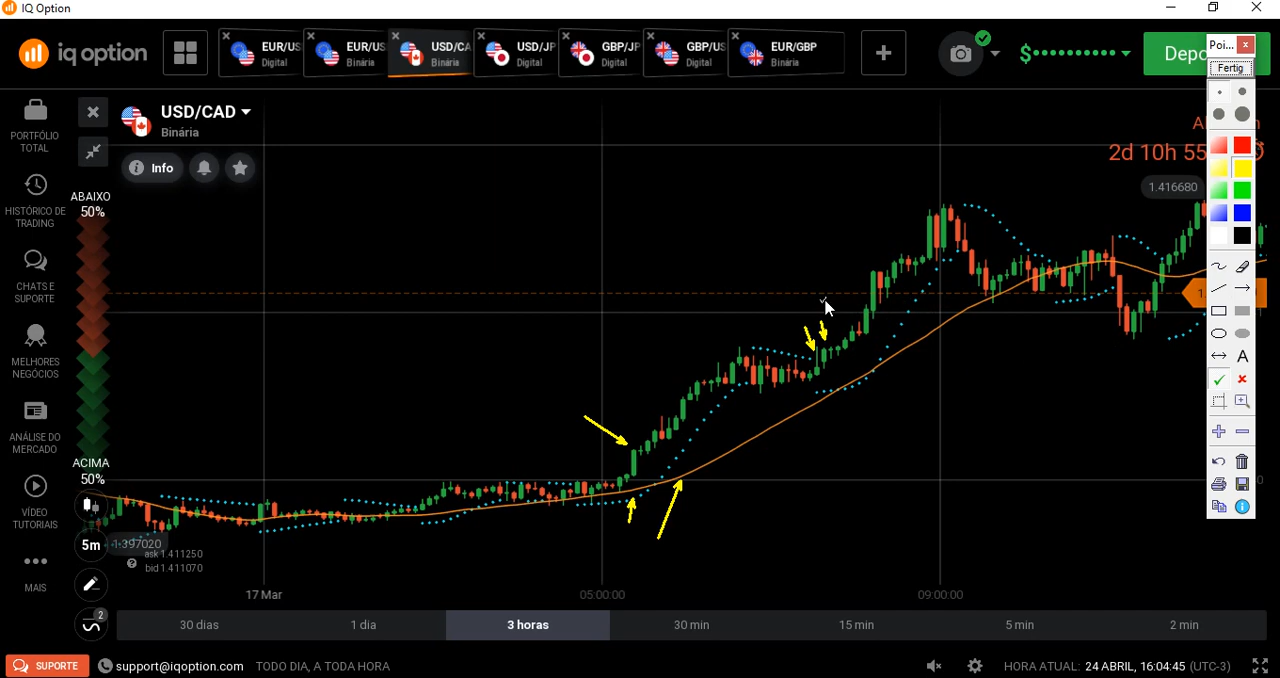 IQ Option
iq option
EUR/US
Digital
EUR/US
Binária
USD/CA
Binária
USD/JP
Digital
GBP/JP
Digital
GBP/US
Digital
EUR/GBP
Binária
$
Depo
Poi...
Fertig
PORTFÓLIO
TOTAL
HISTÓRICO DE
TRADING
CHATS E
SUPORTE
MELHORES
NEGÓCIOS
ANÁLISE DO
MERCADO
VÍDEO
TUTORIAIS
MAIS
USD/CAD
Binária
Info
ABAIXO
50%
ACIMA
50%
2d 10h 55
1.416680
A
5m
1.397020
ask 1.411250
bid 1.411070
2
17 Mar
05:00:00
09:00:00
30 dias
1 dia
3 horas
30 min
15 min
5 min
2 min
SUPORTE
support@iqoption.com
TODO DIA, A TODA HORA
HORA ATUAL: 24 ABRIL, 16:04:45 (UTC-3)